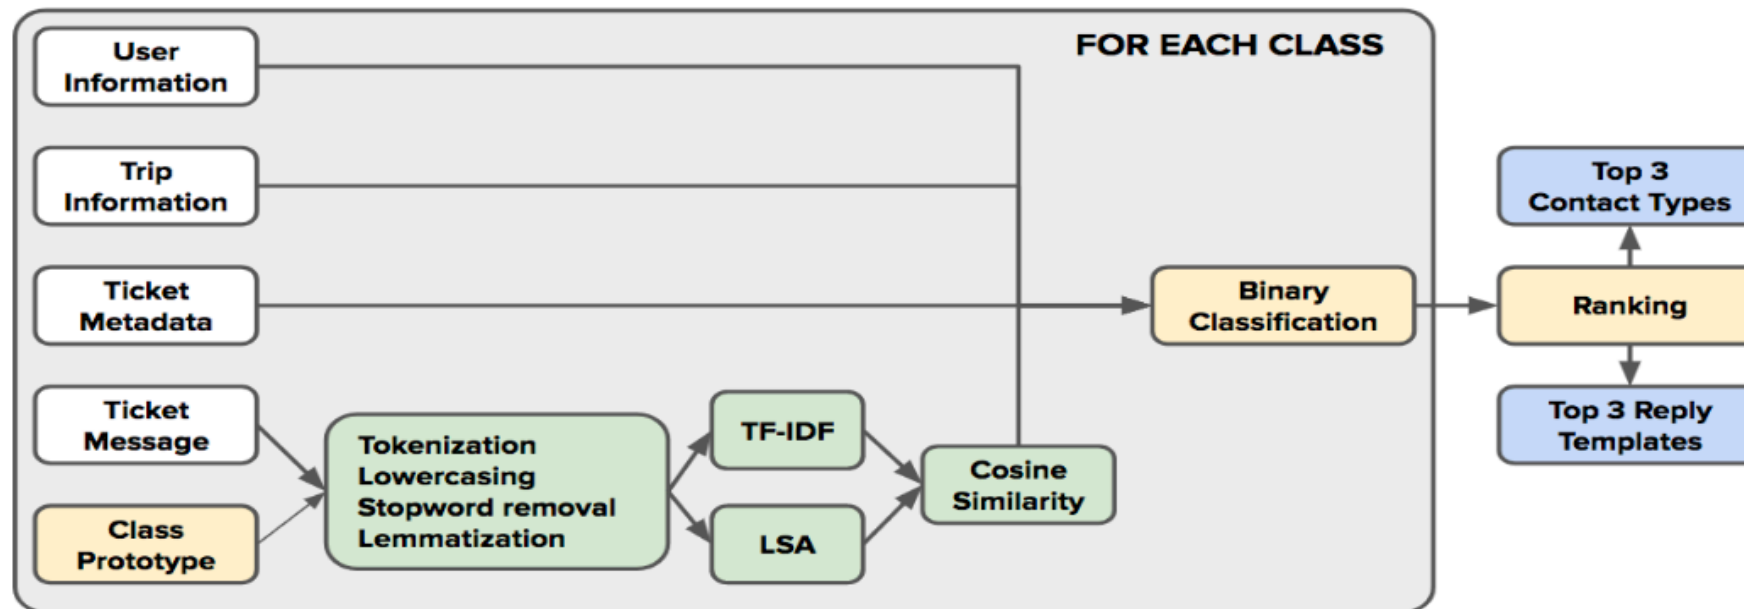 FOR EACH CLASS
User
Information
Trip
Information
Ticket
Metadata
Ticket
Message
Class
Prototype
Tokenization
Lowercasing
Stopword removal
Lemmatization
TF-IDF
LSA
Cosine
Similarity
Binary
Classification
Top 3
Contact Types
Ranking
Top 3 Reply
Templates